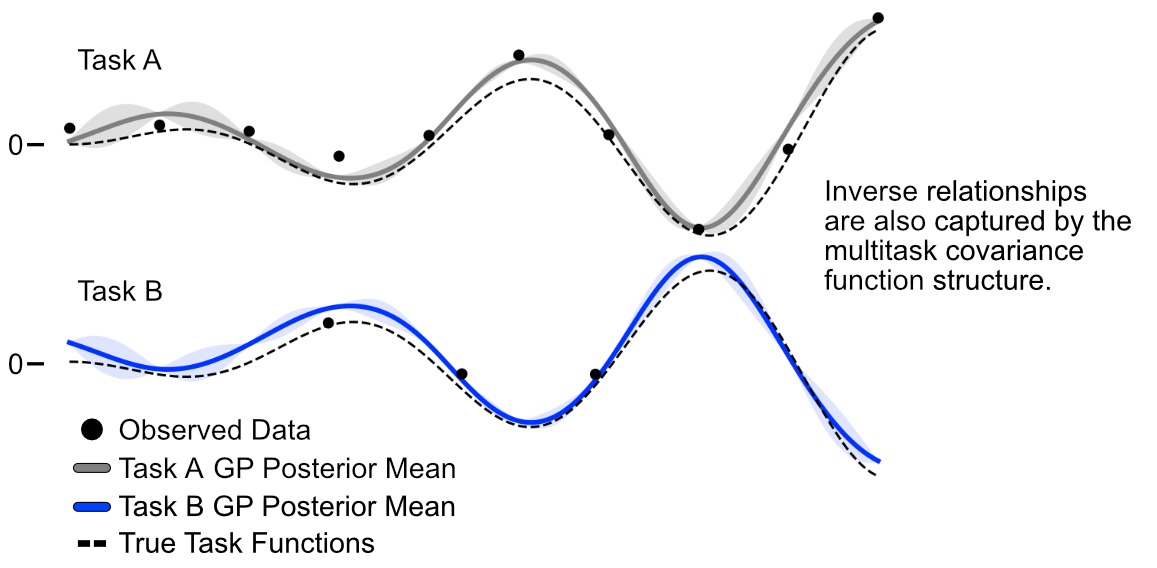 Task A
0
Inverse relationships
are also captured by the
multitask covariance
function structure.
Task B
0
Observed Data
Task A GP Posterior Mean
Task B GP Posterior Mean
True Task Functions